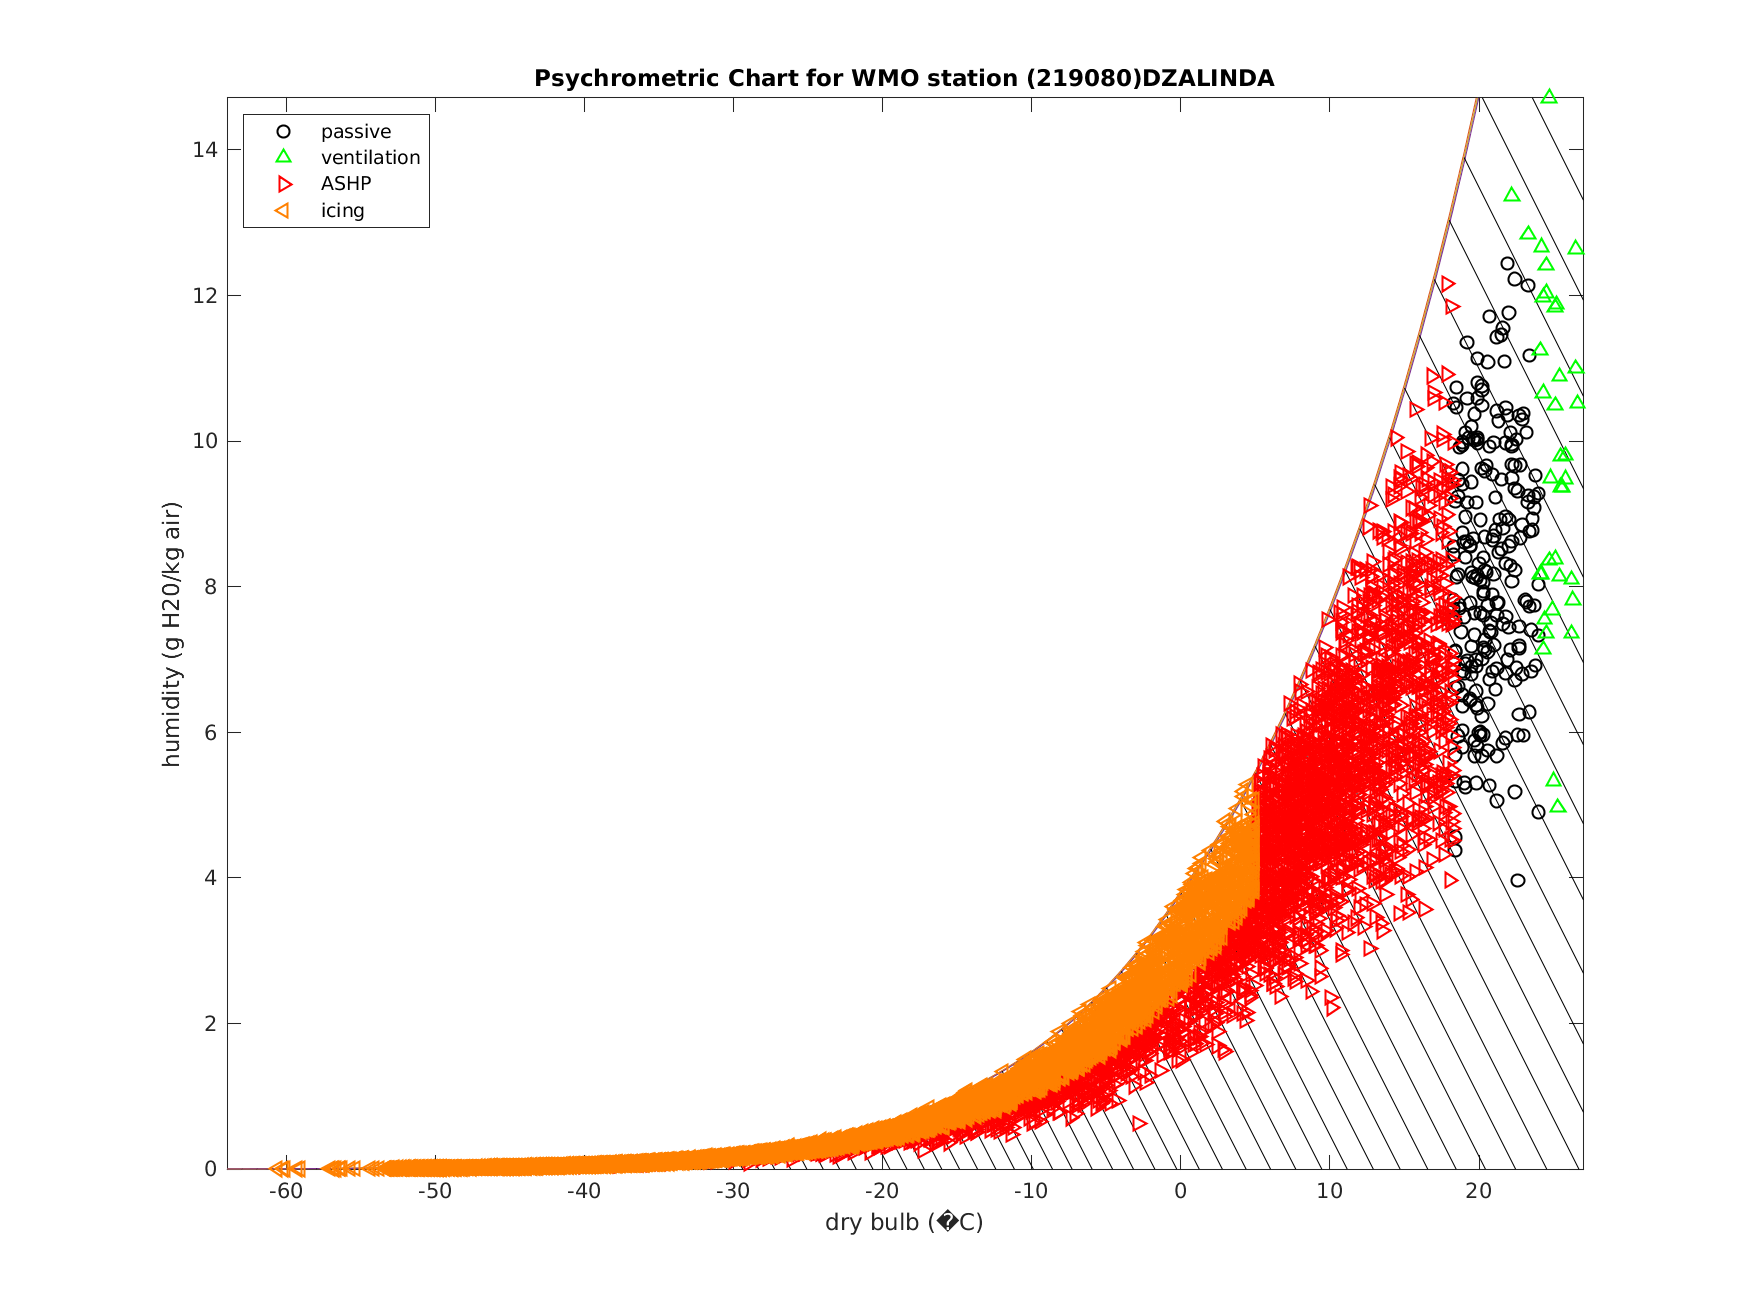 Psychrometric Chart for WMO station (219080)DZALINDA
passive
ventilation
ASHP
icing
14
12
10
8
6
4
2
0
humidity (g H20/kg air)
-60 -50 -40 -30 -20 -10 0 10 20
dry bulb (�C)